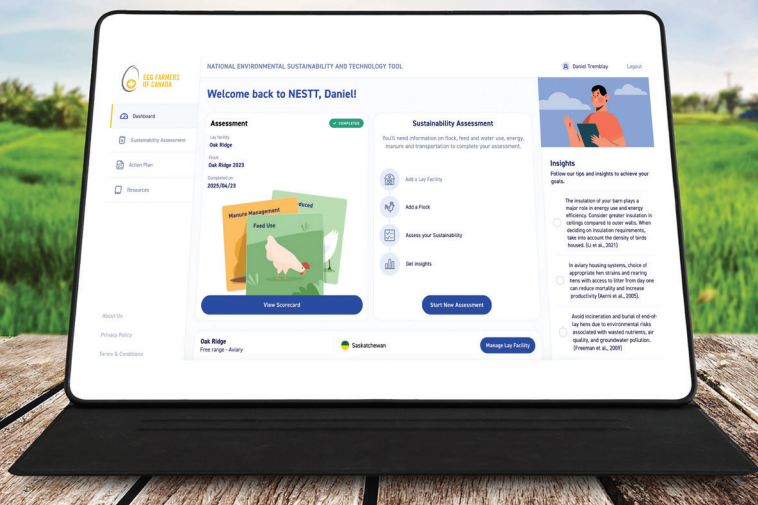 EGG FARMERS
OF CANADA
NATIONAL ENVIRONMENTAL SUSTAINABILITY AND TECHNOLOGY TOOL
Daniel Tremblay
Logout
Dashboard
Sustainability Assessment
Action Plan
Resources
About Us
Privacy Policy
Terms & Conditions
Welcome back to NESTT, Daniel!
Assessment
✓ COMPLETED
Lay facility
Oak Ridge
Flock
Oak Ridge 2023
Completed on
2025/04/23
Manure Management
Feed Use
View Scorecard
Sustainability Assessment
You'll need information on flock, feed and water use, energy,
manure and transportation to complete your assessment.
Add a Lay Facility
Add a Flock
Assess your Sustainability
Get insights
Start New Assessment
Oak Ridge
Free range - Aviary
Saskatchewan
Manage Lay Facility
Insights
Follow our tips and insights to achieve your
goals.
The insulation of your barn plays a
major role in energy use and energy
efficiency. Consider greater insulation in
ceilings compared to outer walls. When
deciding on insulation requirements,
take into account the density of birds
housed. (Li et al., 2021)
In aviary housing systems, choice of
appropriate hen strains and rearing
hens with access to litter from day one
can reduce mortality and increase
productivity (Aerni et al., 2005).
Avoid incineration and burial of end-of-
lay hens due to environmental risks
associated with wasted nutrients, air
quality, and groundwater pollution.
(Freeman et al., 2009)